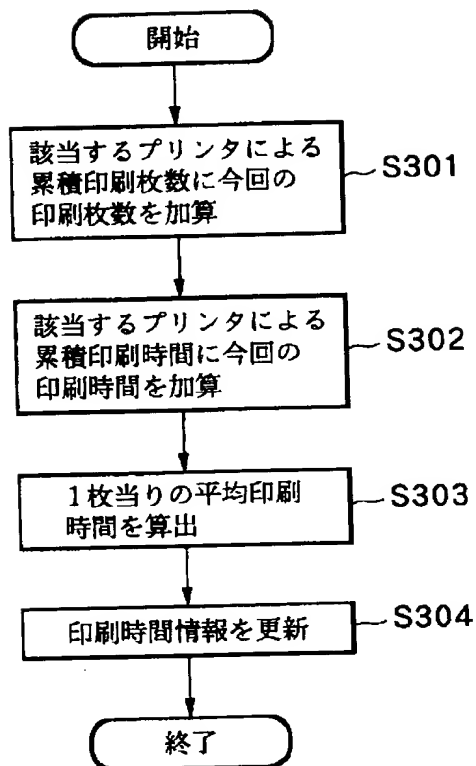 開始
該当するプリンタによる
累積印刷枚数に今回の
印刷枚数を加算
S301
該当するプリンタによる
累積印刷時間に今回の
印刷時間を加算
S302
1枚当りの平均印刷
時間を算出
S303
印刷時間情報を更新
S304
終了